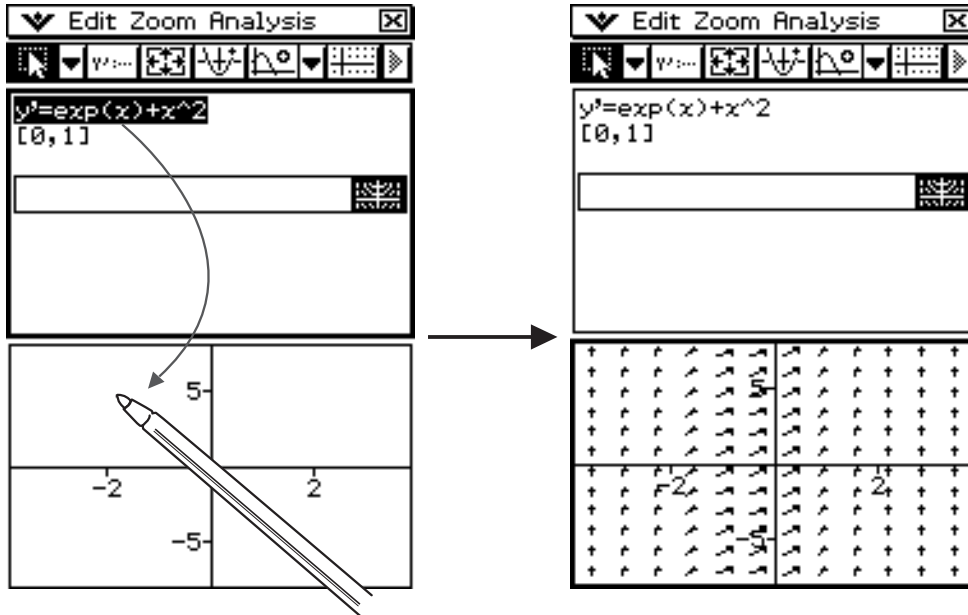 Edit Zoom Analysis
y'=exp(x)+x^2
[0,1]
5
-2 2
-5
Edit Zoom Analysis
y'=exp(x)+x^2
[0,1]
5
-2 2
-5